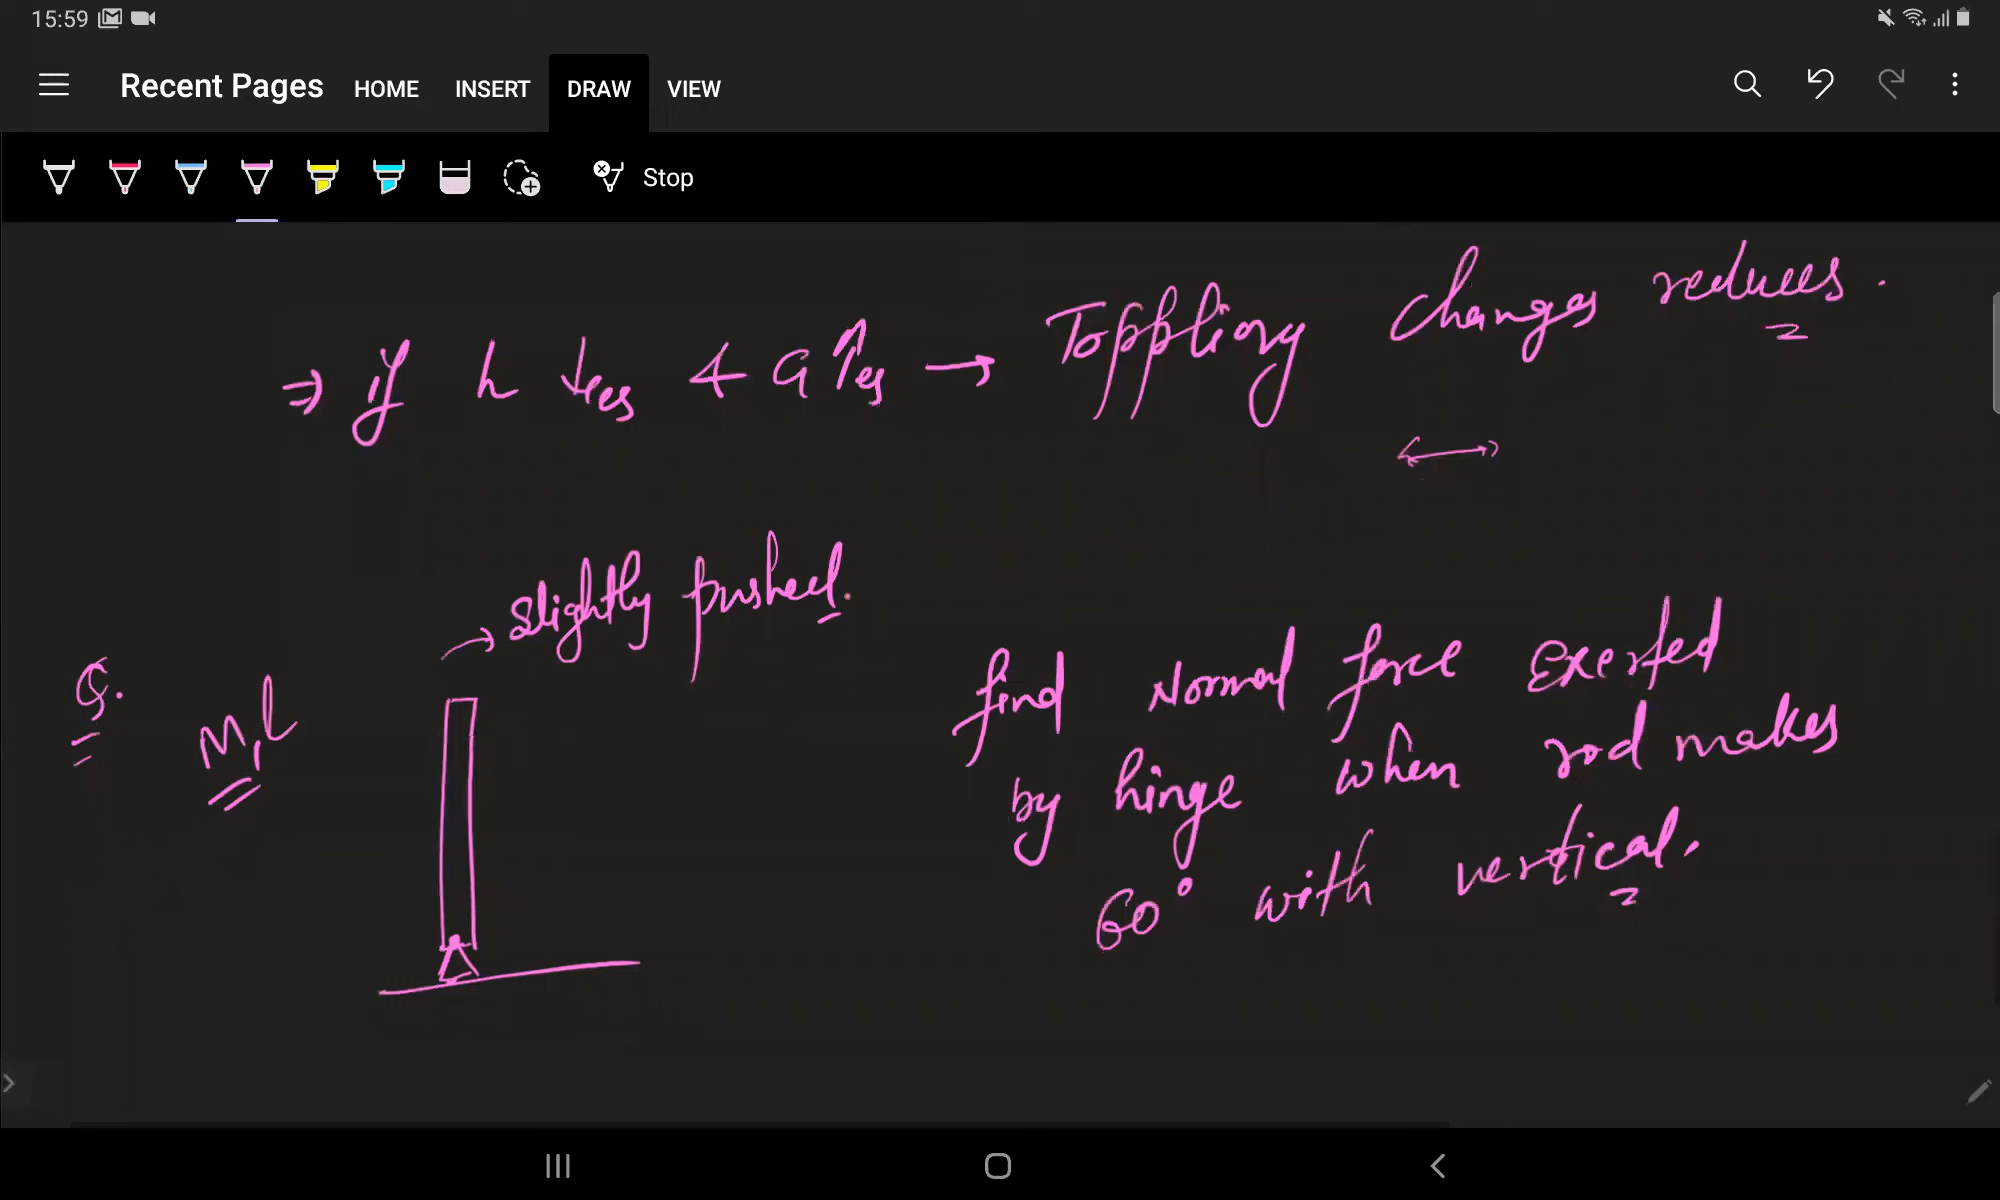 15:59
Recent Pages HOME INSERT DRAW VIEW
Stop
⇒ if h ↓es & a ↑es → Toppling changes reduces.
→ slightly pushed.
Q. M, l
find Normal force Exerted
by hinge when rod makes
60° with vertical.